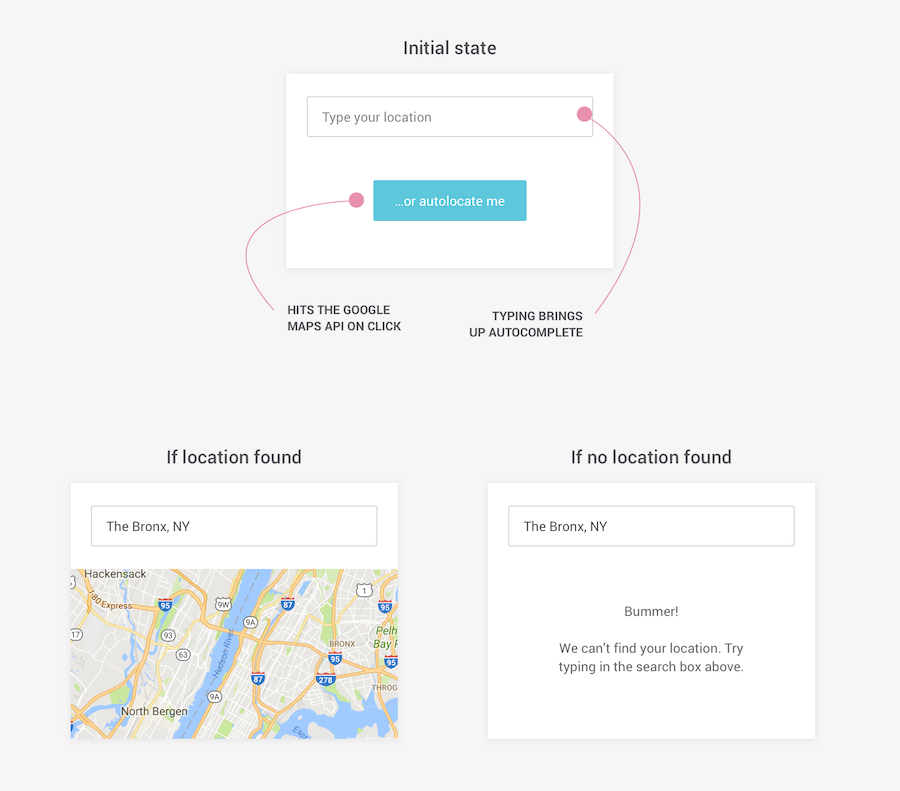 Initial state
Type your location
...or autolocate me
HITS THE GOOGLE
MAPS API ON CLICK
TYPING BRINGS
UP AUTOCOMPLETE
If location found
The Bronx, NY
Hackensack
I-80 Express
95
9W
87
1
95
9A
17
93
63
Hudson River
BRONX
Pelh
Bay P
95
95
87
278
9A
THROG
North Bergen
East
If no location found
The Bronx, NY
Bummer!
We can't find your location. Try
typing in the search box above.